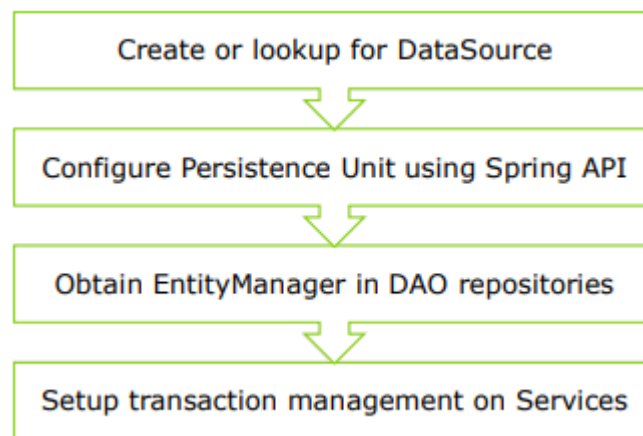 Create or lookup for DataSource
Configure Persistence Unit using Spring API
Obtain EntityManager in DAO repositories
Setup transaction management on Services